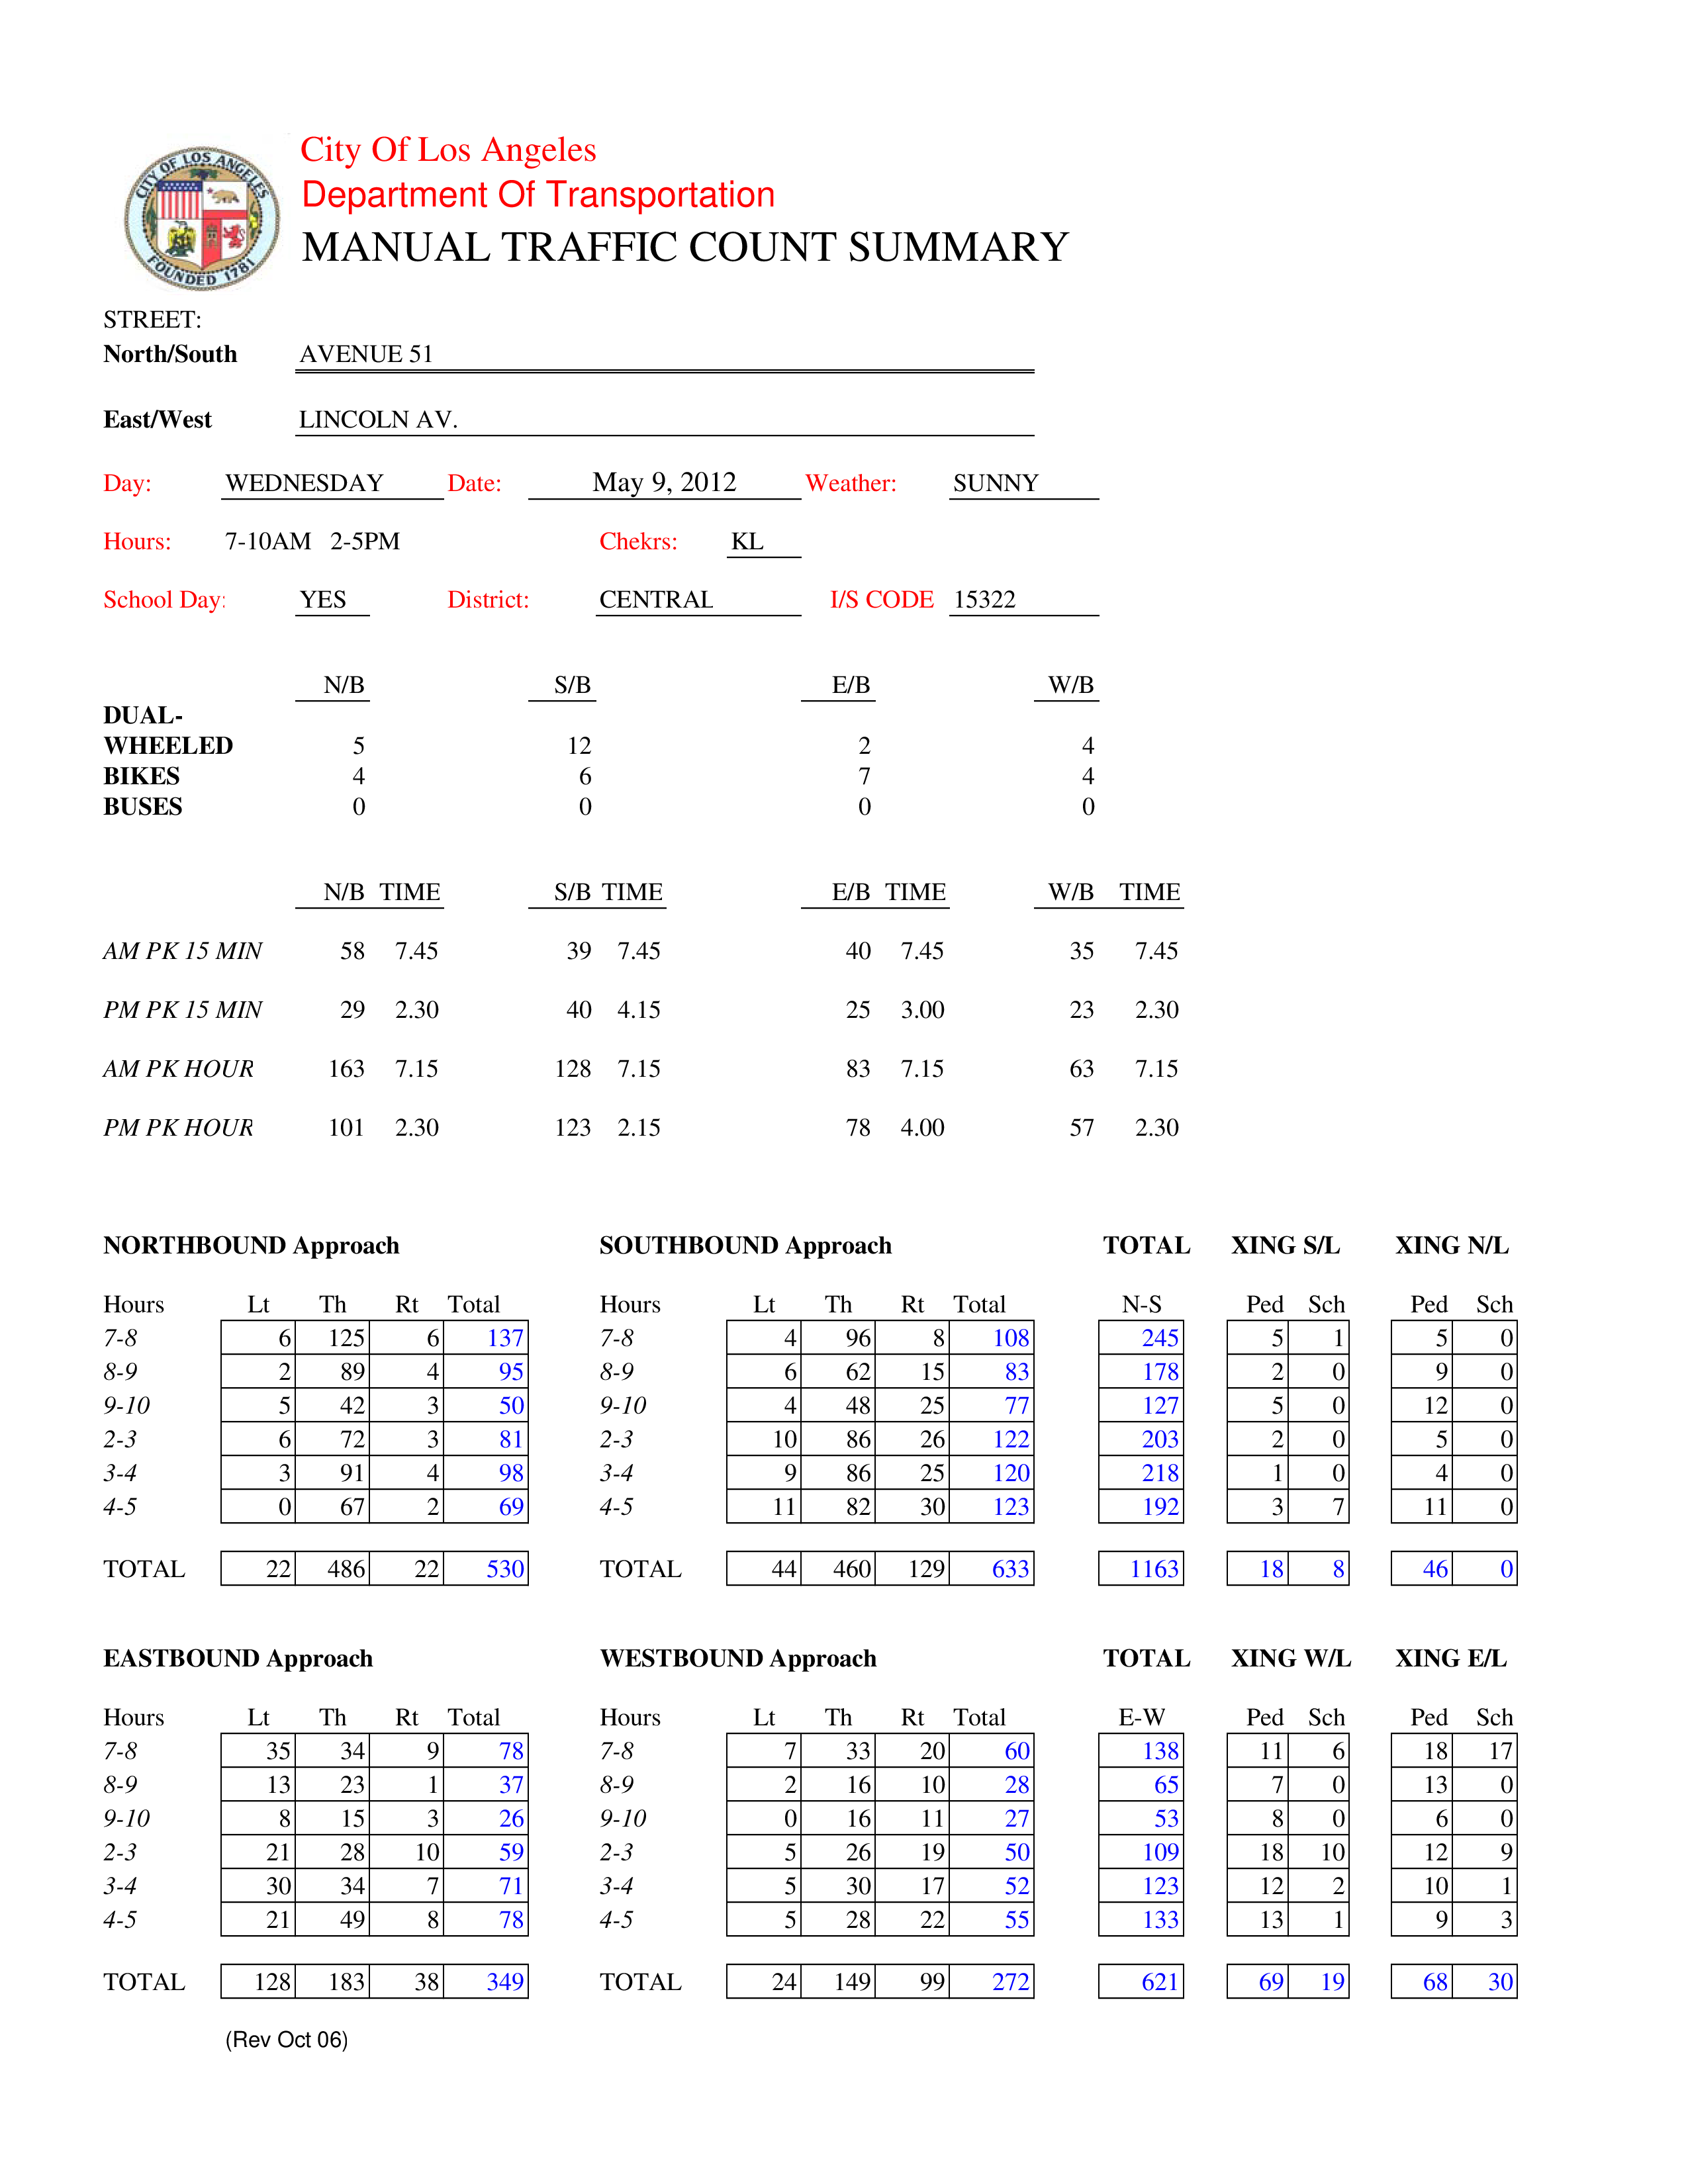 CITY OF LOS ANGELES
FOUNDED 1781
City Of Los Angeles
Department Of Transportation
MANUAL TRAFFIC COUNT SUMMARY
STREET:
North/South AVENUE 51
East/West LINCOLN AV.
Day: WEDNESDAY Date: May 9, 2012 Weather: SUNNY
Hours: 7-10AM 2-5PM Chekrs: KL
School Day: YES District: CENTRAL I/S CODE 15322
N/B S/B E/B W/B
DUAL-
WHEELED 5 12 2 4
BIKES 4 6 7 4
BUSES 0 0 0 0
N/B TIME S/B TIME E/B TIME W/B TIME
AM PK 15 MIN 58 7.45 39 7.45 40 7.45 35 7.45
PM PK 15 MIN 29 2.30 40 4.15 25 3.00 23 2.30
AM PK HOUR 163 7.15 128 7.15 83 7.15 63 7.15
PM PK HOUR 101 2.30 123 2.15 78 4.00 57 2.30
NORTHBOUND Approach SOUTHBOUND Approach TOTAL XING S/L XING N/L
Hours Lt Th Rt Total Hours Lt Th Rt Total N-S Ped Sch Ped Sch
7-8 6 125 6 137 7-8 4 96 8 108 245 5 1 5 0
8-9 2 89 4 95 8-9 6 62 15 83 178 2 0 9 0
9-10 5 42 3 50 9-10 4 48 25 77 127 5 0 12 0
2-3 6 72 3 81 2-3 10 86 26 122 203 2 0 5 0
3-4 3 91 4 98 3-4 9 86 25 120 218 1 0 4 0
4-5 0 67 2 69 4-5 11 82 30 123 192 3 7 11 0
TOTAL 22 486 22 530 TOTAL 44 460 129 633 1163 18 8 46 0
EASTBOUND Approach WESTBOUND Approach TOTAL XING W/L XING E/L
Hours Lt Th Rt Total Hours Lt Th Rt Total E-W Ped Sch Ped Sch
7-8 35 34 9 78 7-8 7 33 20 60 138 11 6 18 17
8-9 13 23 1 37 8-9 2 16 10 28 65 7 0 13 0
9-10 8 15 3 26 9-10 0 16 11 27 53 8 0 6 0
2-3 21 28 10 59 2-3 5 26 19 50 109 18 10 12 9
3-4 30 34 7 71 3-4 5 30 17 52 123 12 2 10 1
4-5 21 49 8 78 4-5 5 28 22 55 133 13 1 9 3
TOTAL 128 183 38 349 TOTAL 24 149 99 272 621 69 19 68 30
(Rev Oct 06)